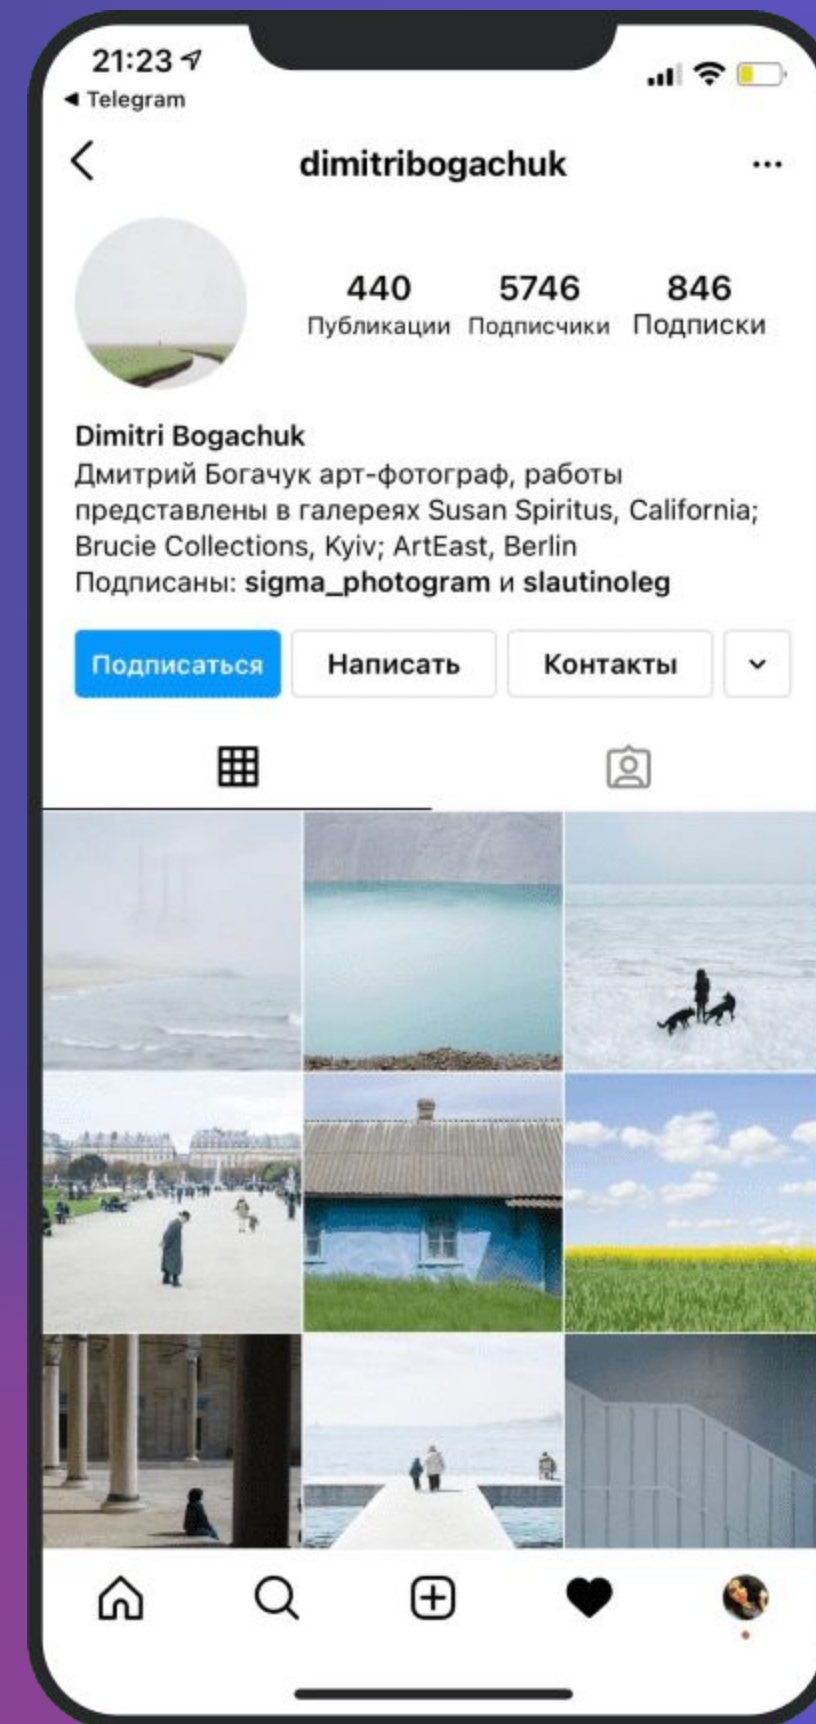 21:23
◀ Telegram
dimitribogachuk
440 5746 846
Публикации Подписчики Подписки
Dimitri Bogachuk
Дмитрий Богачук арт-фотограф, работы
представлены в галереях Susan Spiritus, California;
Brucie Collections, Kyiv; ArtEast, Berlin
Подписаны: sigma_photogram и slautinoleg
Подписаться Написать Контакты